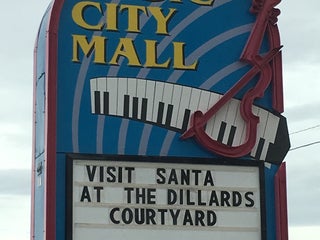 CITY
MALL
VISIT SANTA
AT THE DILLARDS
COURTYARD